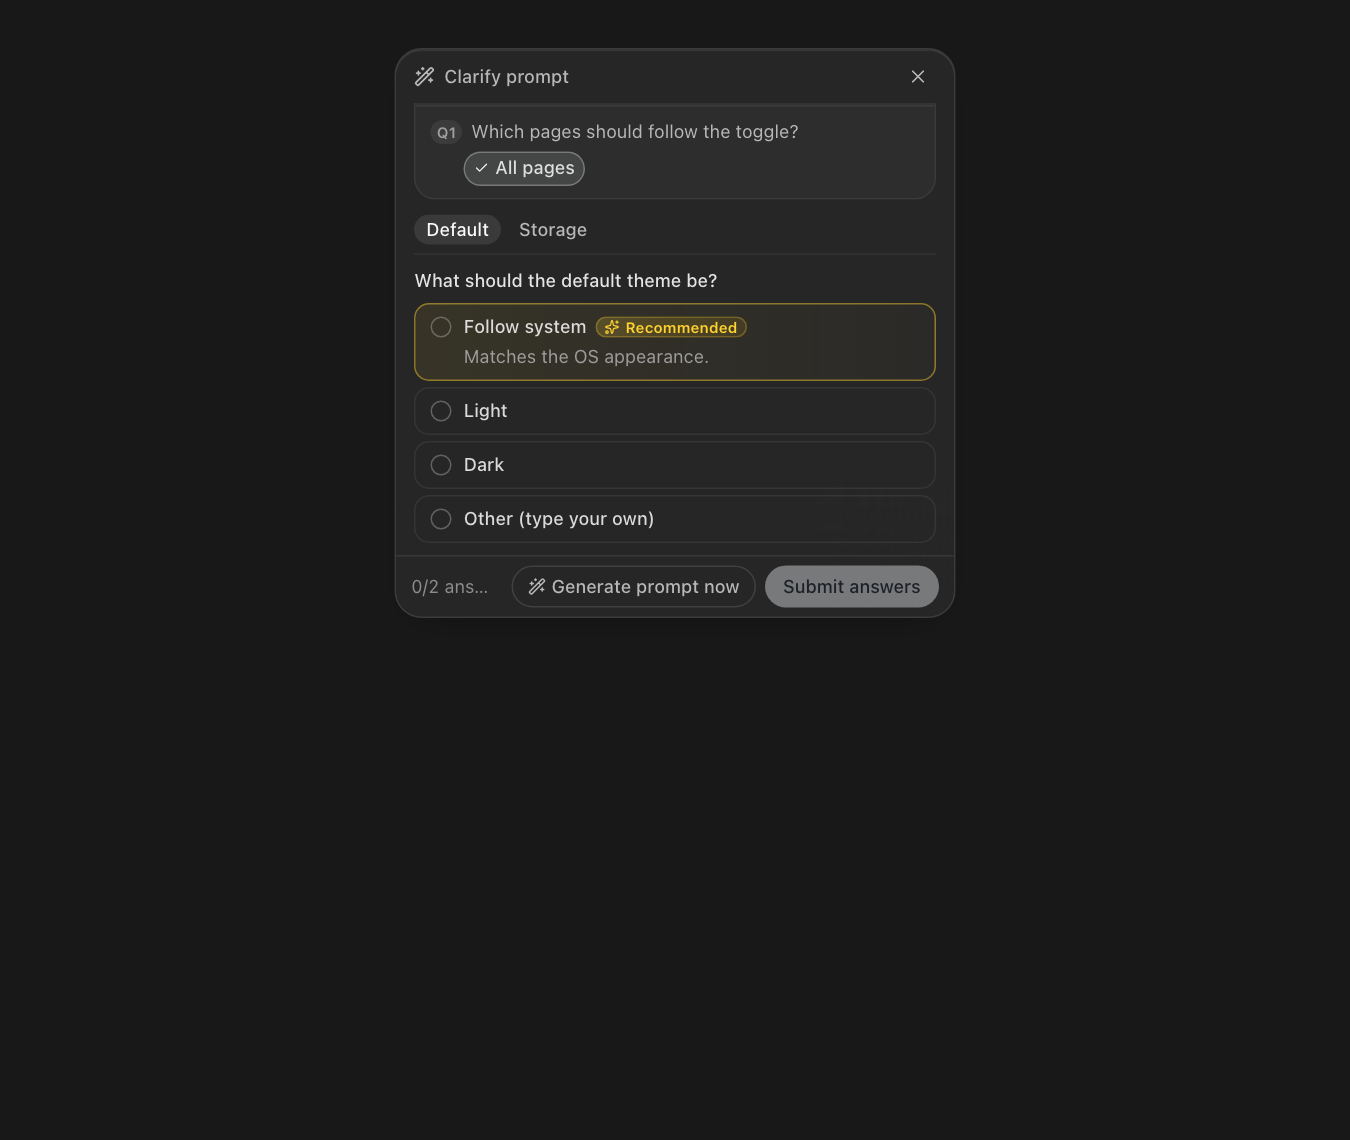 Clarify prompt
Q1 Which pages should follow the toggle?
All pages
Default Storage
What should the default theme be?
Follow system Recommended
Matches the OS appearance.
Light
Dark
Other (type your own)
0/2 ans... Generate prompt now Submit answers